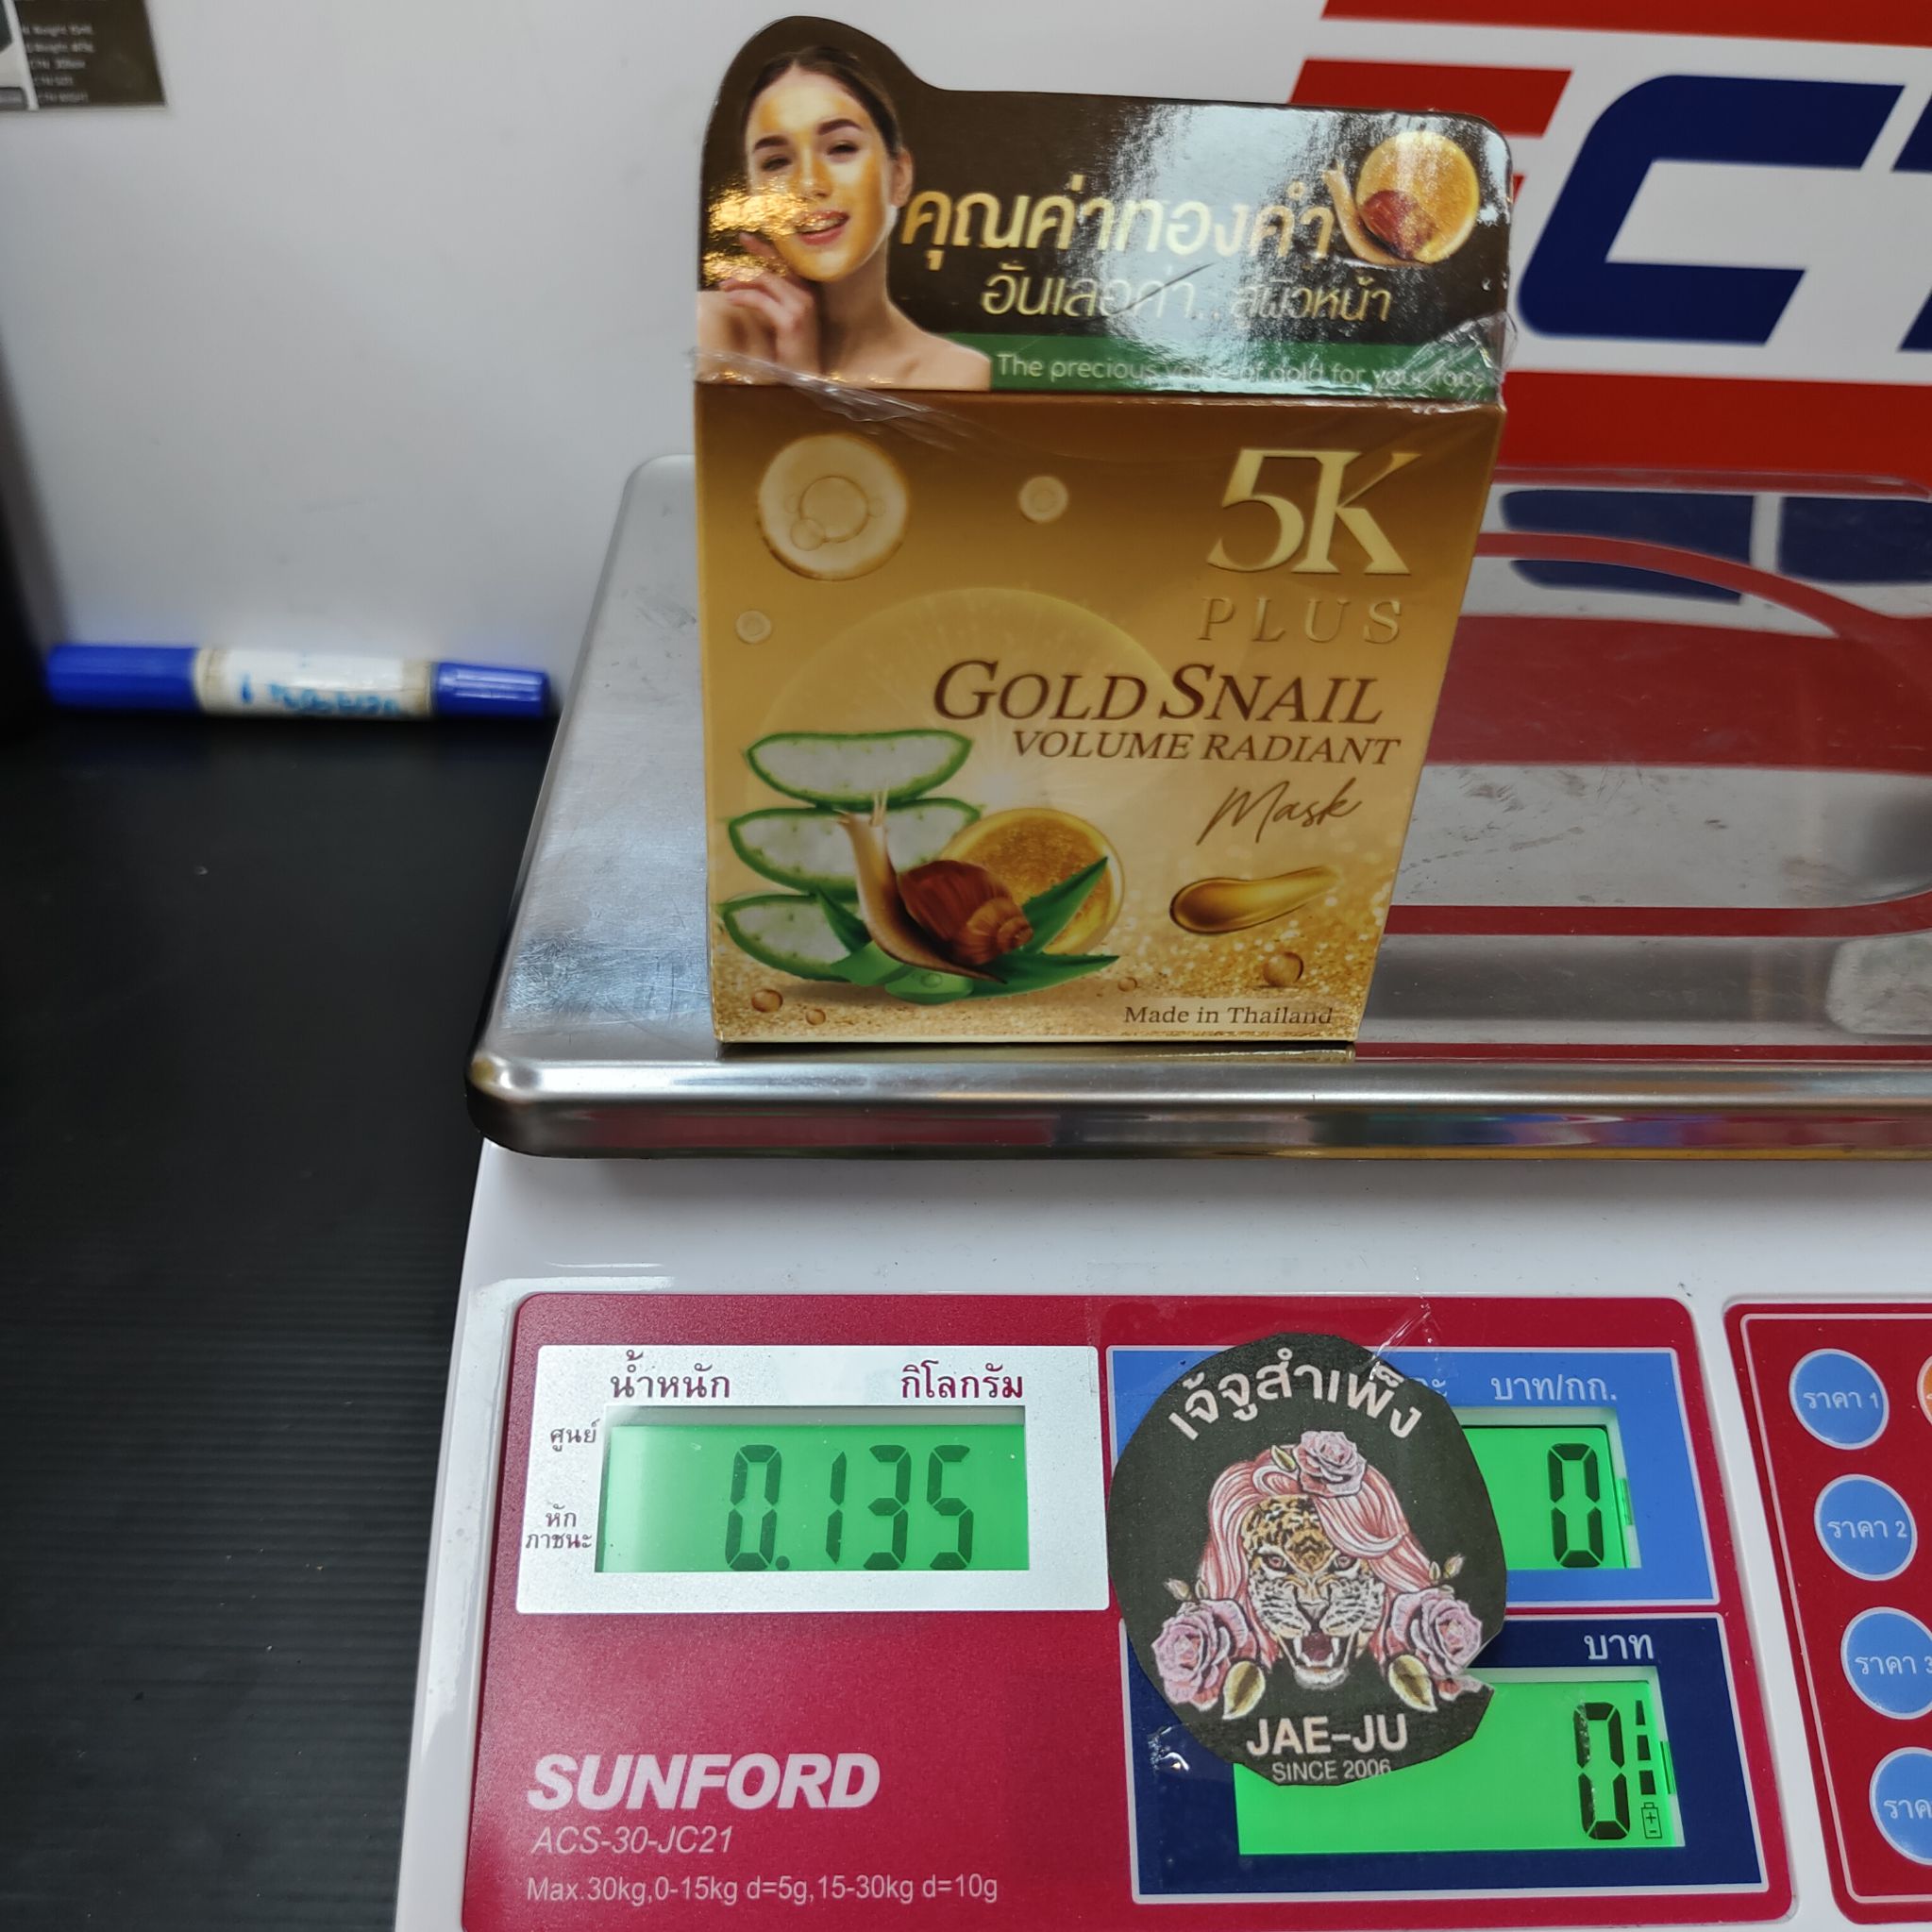 คุณค่าทองคำ
อันเลอค่า..สู่ผิวหน้า
The precious value of gold for your face
5K
PLUS
GOLD SNAIL
VOLUME RADIANT
Mask
Made in Thailand
น้ำหนัก กิโลกรัม
ศูนย์
หัก
ภาชนะ
0.135
บาท/กก.
0
บาท
0
เจ้จูสำเพ็ง
JAE-JU
SINCE 2006
ราคา 1
ราคา 2
ราคา 3
SUNFORD
ACS-30-JC21
Max.30kg,0-15kg d=5g,15-30kg d=10g